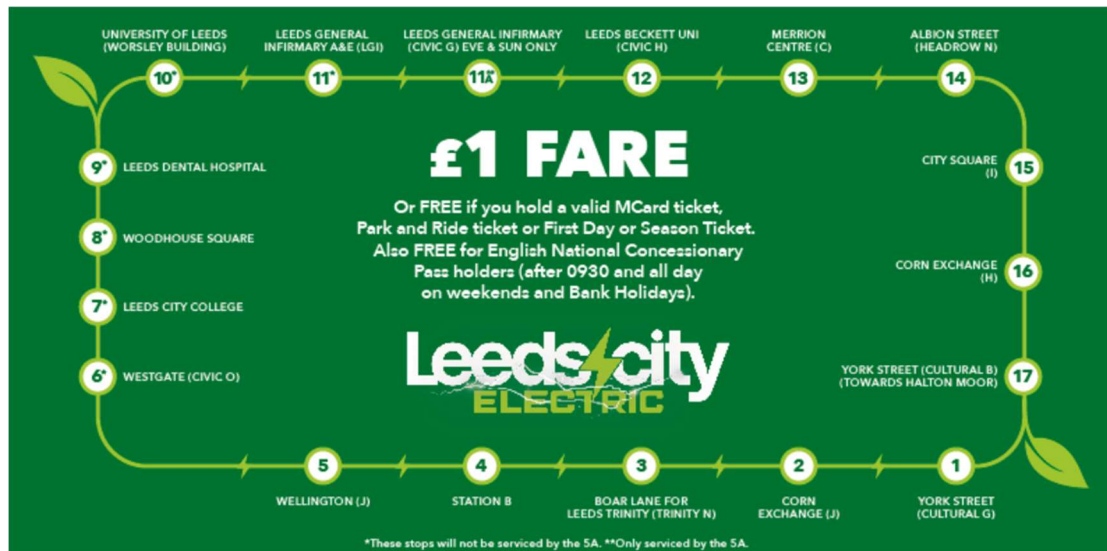 UNIVERSITY OF LEEDS
(WORSLEY BUILDING)
LEEDS GENERAL
INFIRMARY A&E (LGI)
LEEDS GENERAL INFIRMARY
(CIVIC G) EVE & SUN ONLY
LEEDS BECKETT UNI
(CIVIC H)
MERRION
CENTRE (C)
ALBION STREET
(HEADROW N)
10*
11*
11A**
12
13
14
9* LEEDS DENTAL HOSPITAL
8* WOODHOUSE SQUARE
7* LEEDS CITY COLLEGE
6* WESTGATE (CIVIC O)
£1 FARE
Or FREE if you hold a valid MCard ticket,
Park and Ride ticket or First Day or Season Ticket.
Also FREE for English National Concessionary
Pass holders (after 0930 and all day
on weekends and Bank Holidays).
Leeds city
ELECTRIC
CITY SQUARE
(I)
15
CORN EXCHANGE
(H)
16
YORK STREET (CULTURAL B)
(TOWARDS HALTON MOOR)
17
5
4
3
2
1
WELLINGTON (J)
STATION B
BOAR LANE FOR
LEEDS TRINITY (TRINITY N)
CORN
EXCHANGE (J)
YORK STREET
(CULTURAL G)
*These stops will not be serviced by the 5A. **Only serviced by the 5A.